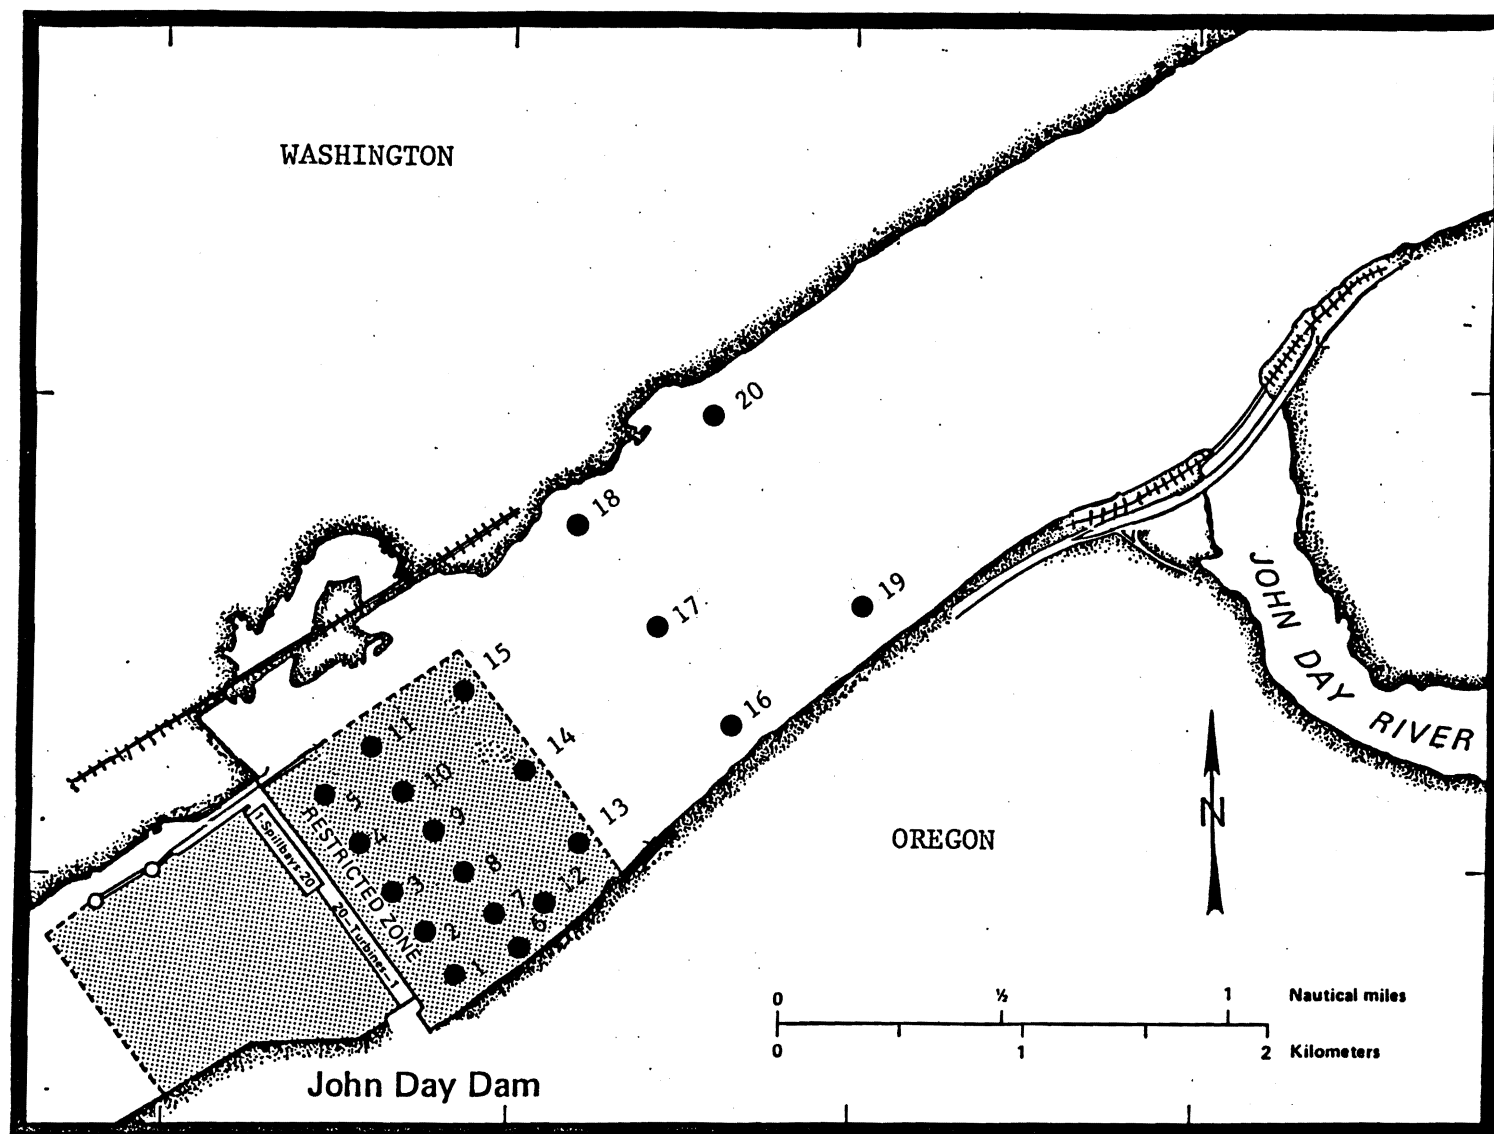 WASHINGTON
20
18
19
17
15
16
14
11
10
13
5
9
4
RESTRICTED ZONE
8
3
12
7
2
6
1
1-Spillbays-20
20-Turbines-1
JOHN DAY RIVER
N
OREGON
0 ½ 1 Nautical miles
0 1 2 Kilometers
John Day Dam